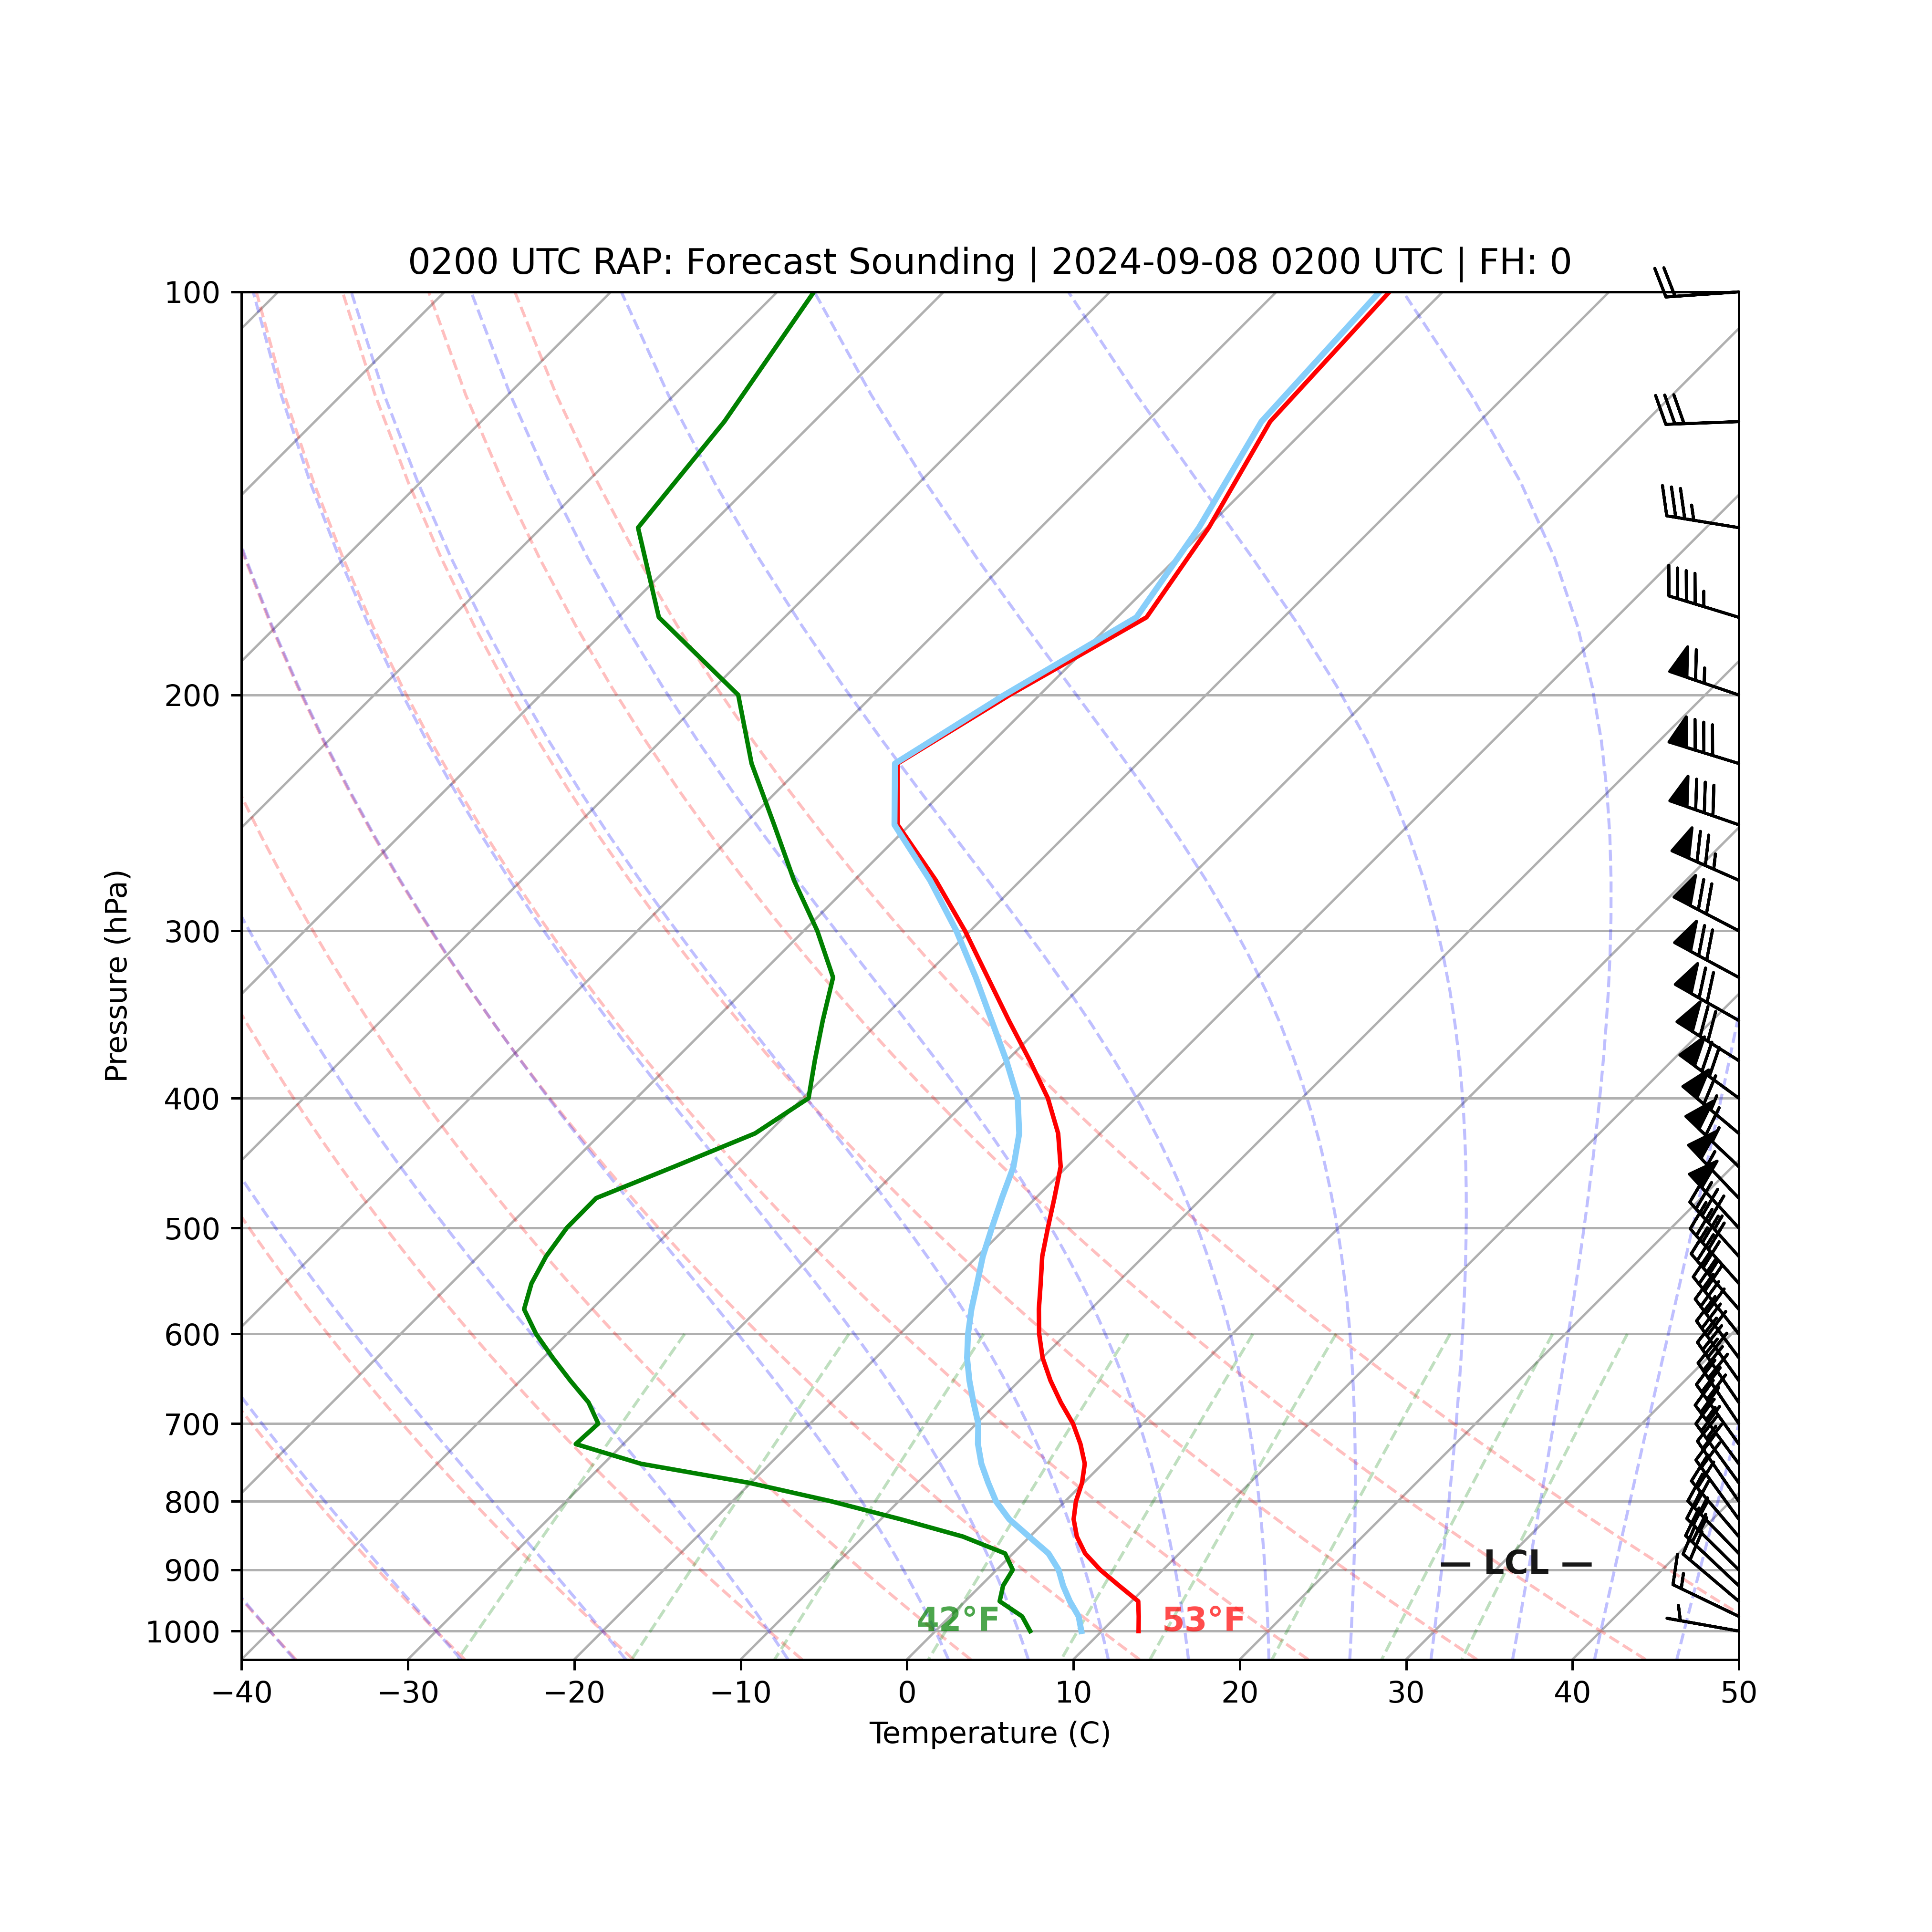 0200 UTC RAP: Forecast Sounding | 2024-09-08 0200 UTC | FH: 0
100
200
300
400
500
600
700
800
900
1000
Pressure (hPa)
— LCL —
42°F
53°F
−40 −30 −20 −10 0 10 20 30 40 50
Temperature (C)